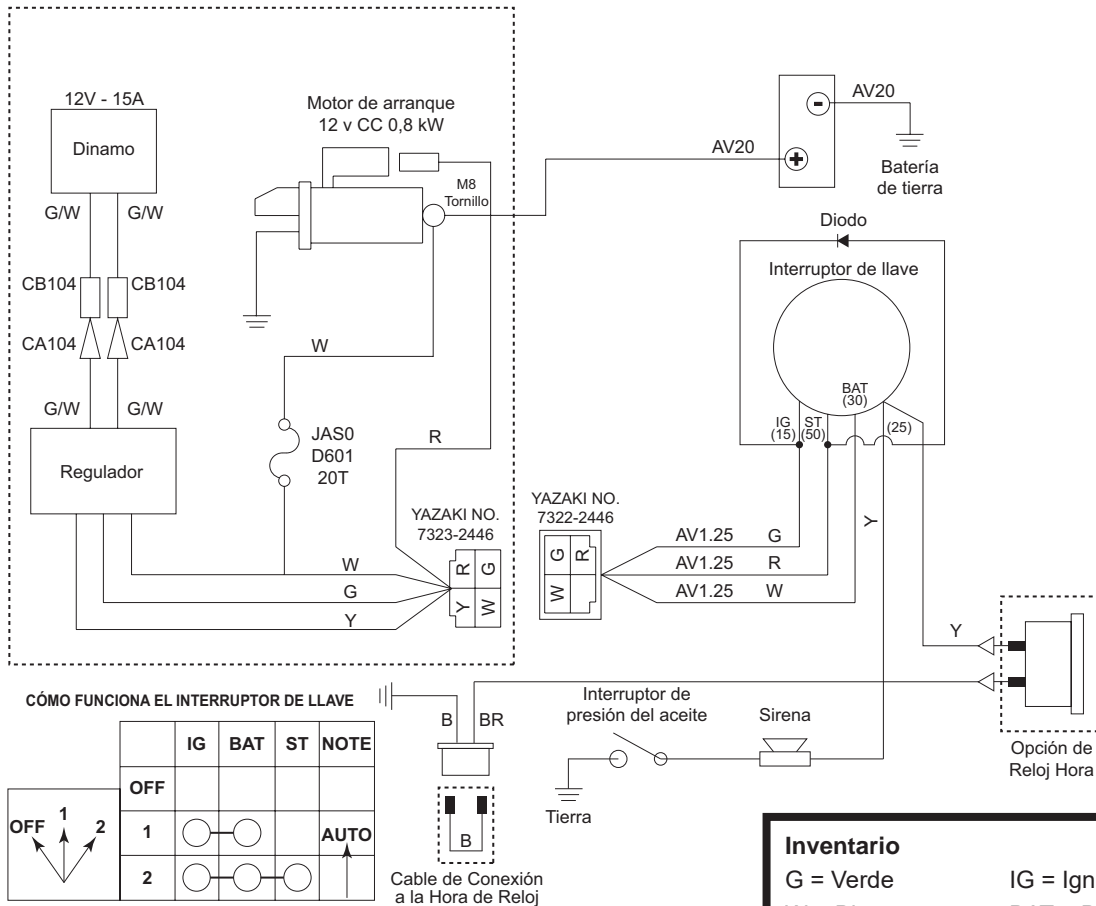 12V - 15A
Dinamo
G/W
G/W
CB104
CB104
CA104
CA104
G/W
G/W
Regulador
Motor de arranque
12 v CC 0,8 kW
M8
Tornillo
W
JAS0
D601
20T
R
YAZAKI NO.
7323-2446
W
G
Y
R
G
Y
W
AV20
AV20
Batería
de tierra
Diodo
Interruptor de llave
BAT
(30)
IG
(15)
ST
(50)
(25)
YAZAKI NO.
7322-2446
G
R
W
AV1.25 G
AV1.25 R
AV1.25 W
Y
Y
Opción de
Reloj Hora
CÓMO FUNCIONA EL INTERRUPTOR DE LLAVE
IG BAT ST NOTE
OFF
1
AUTO
2
OFF 1 2
B
BR
B
Cable de Conexión
a la Hora de Reloj
Interruptor de
presión del aceite
Sirena
Tierra
Inventario
G = Verde
IG = Ign